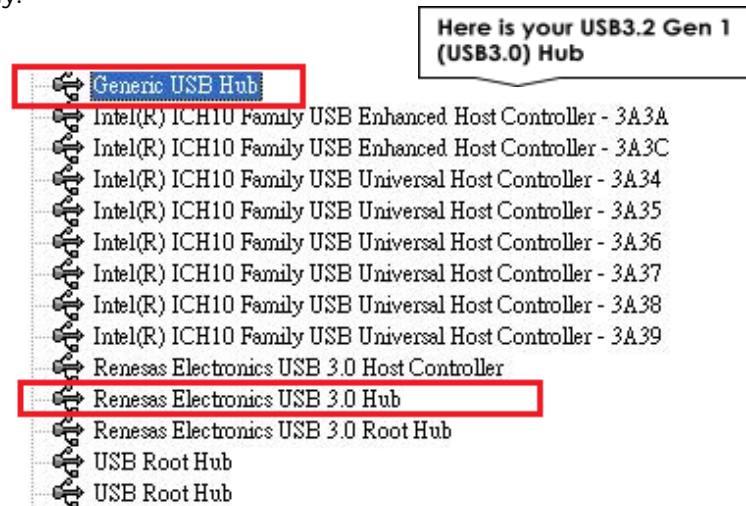 Here is your USB3.2 Gen 1
(USB3.0) Hub
Generic USB Hub
Intel(R) ICH10 Family USB Enhanced Host Controller - 3A3A
Intel(R) ICH10 Family USB Enhanced Host Controller - 3A3C
Intel(R) ICH10 Family USB Universal Host Controller - 3A34
Intel(R) ICH10 Family USB Universal Host Controller - 3A35
Intel(R) ICH10 Family USB Universal Host Controller - 3A36
Intel(R) ICH10 Family USB Universal Host Controller - 3A37
Intel(R) ICH10 Family USB Universal Host Controller - 3A38
Intel(R) ICH10 Family USB Universal Host Controller - 3A39
Renesas Electronics USB 3.0 Host Controller
Renesas Electronics USB 3.0 Hub
Renesas Electronics USB 3.0 Root Hub
USB Root Hub
USB Root Hub